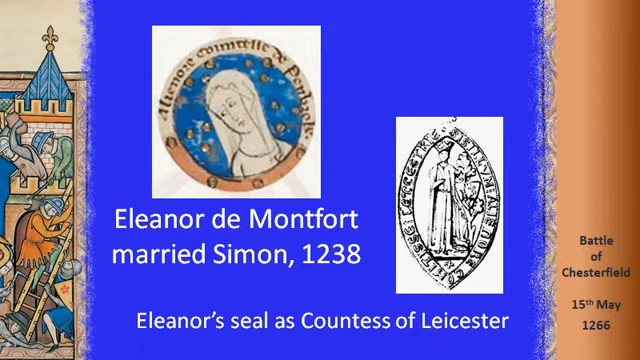 Alienore comitisse de Penbrok
Eleanor de Montfort
married Simon, 1238
Eleanor's seal as Countess of Leicester
Battle
of
Chesterfield
15th May
1266